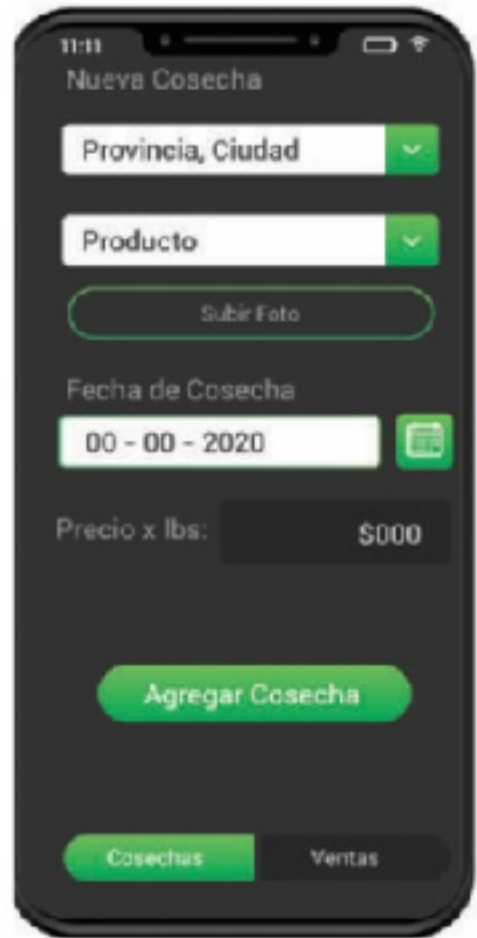 11:11
Nueva Cosecha
Provincia, Ciudad
Producto
Subir Foto
Fecha de Cosecha
00 - 00 - 2020
Precio x lbs: $000
Agregar Cosecha
Cosechas Ventas